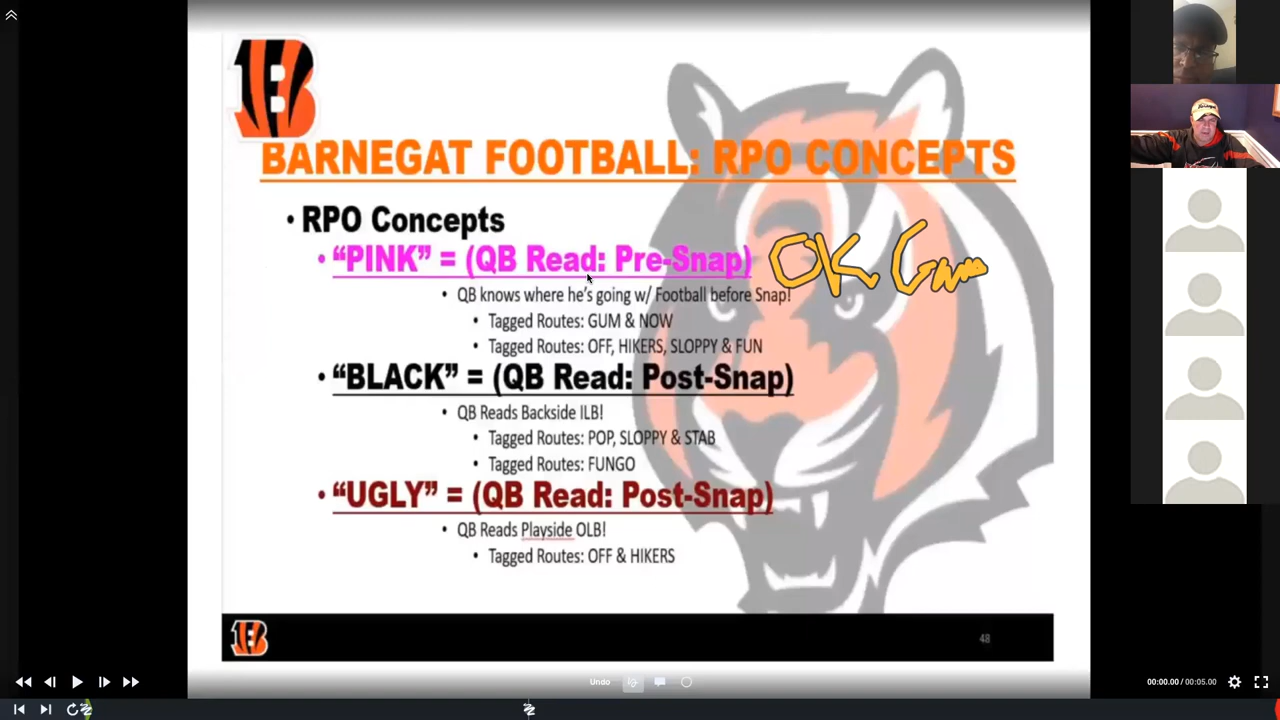 BARNEGAT FOOTBALL: RPO CONCEPTS
• RPO Concepts
• “PINK” = (QB Read: Pre-Snap)
OK Gum
• QB knows where he's going w/ Football before Snap!
• Tagged Routes: GUM & NOW
• Tagged Routes: OFF, HIKERS, SLOPPY & FUN
• “BLACK” = (QB Read: Post-Snap)
• QB Reads Backside ILB!
• Tagged Routes: POP, SLOPPY & STAB
• Tagged Routes: FUNGO
• “UGLY” = (QB Read: Post-Snap)
• QB Reads Playside OLB!
• Tagged Routes: OFF & HIKERS
48
Undo
00:00.00 / 00:05.00